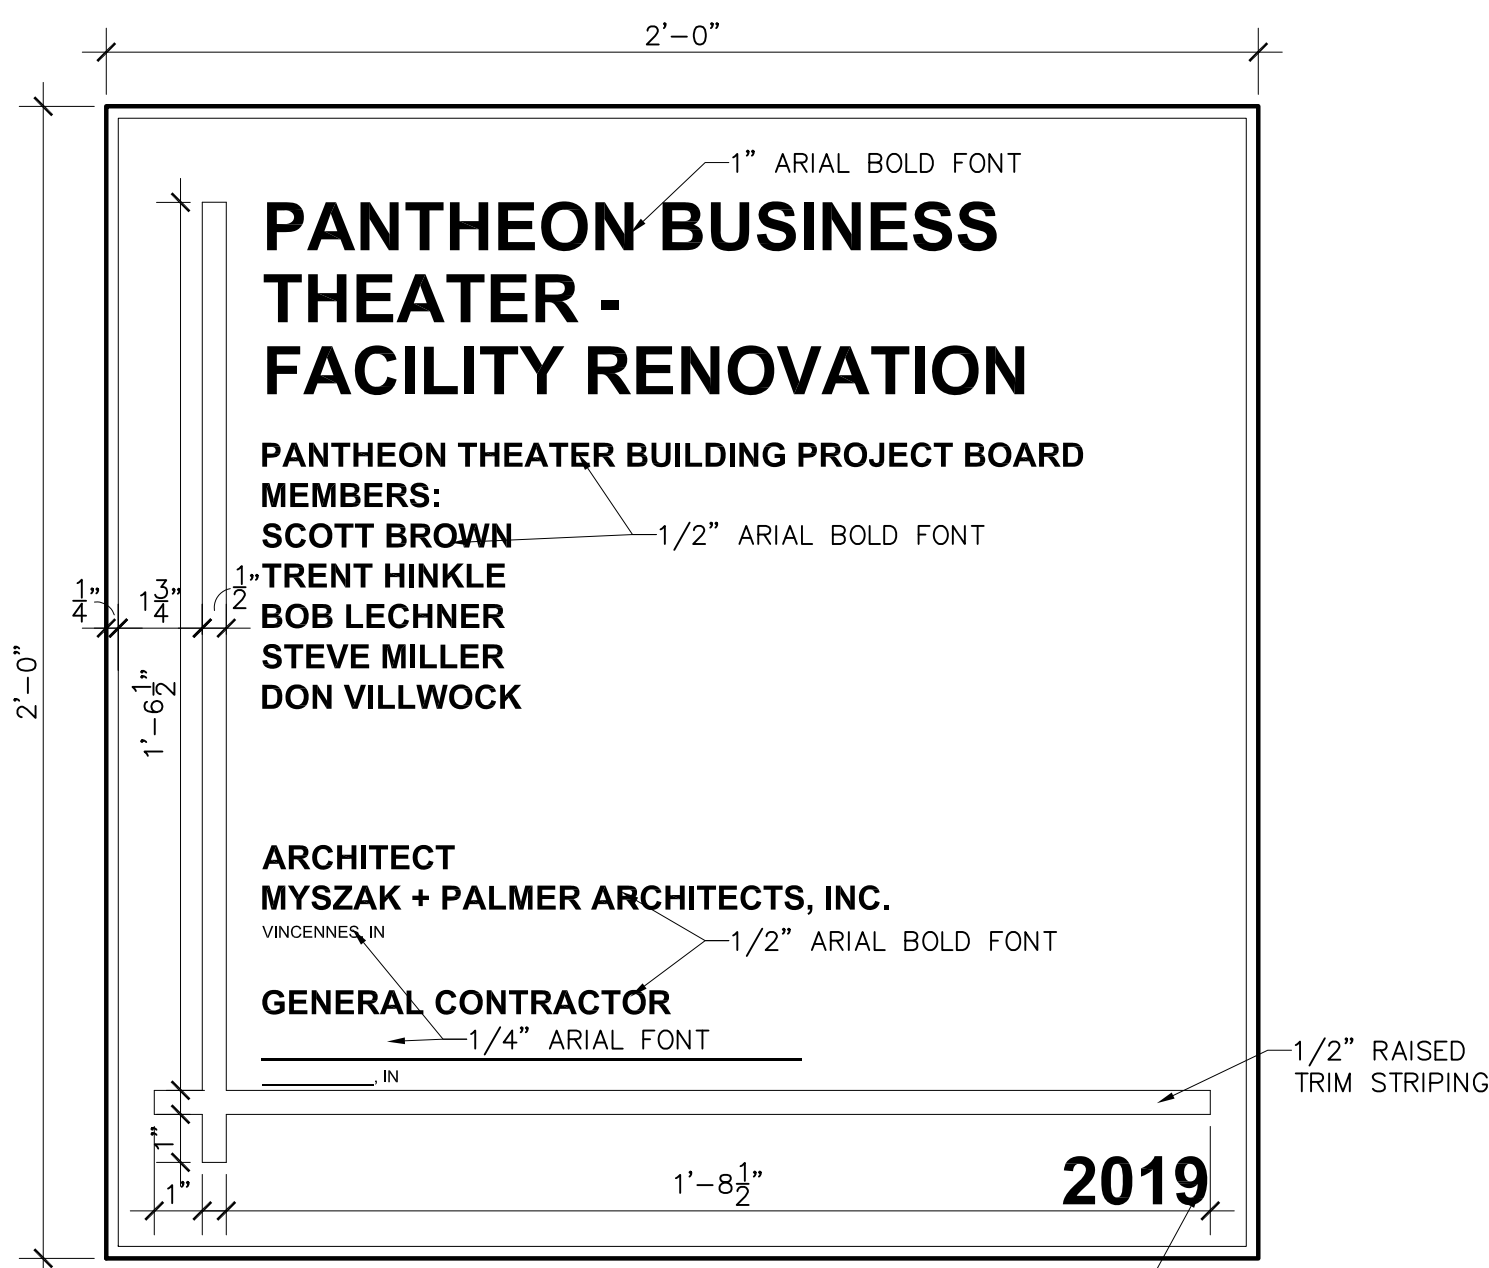 2'-0"
1" ARIAL BOLD FONT
PANTHEON BUSINESS
THEATER -
FACILITY RENOVATION
PANTHEON THEATER BUILDING PROJECT BOARD
MEMBERS:
SCOTT BROWN
1/2" ARIAL BOLD FONT
TRENT HINKLE
BOB LECHNER
STEVE MILLER
DON VILLWOCK
1/4"
1 3/4"
1/2"
2'-0"
1'-6 1/2"
ARCHITECT
MYSZAK + PALMER ARCHITECTS, INC.
VINCENNES, IN
1/2" ARIAL BOLD FONT
GENERAL CONTRACTOR
1/4" ARIAL FONT
, IN
1/2" RAISED
TRIM STRIPING
1"
1"
1'-8 1/2"
2019